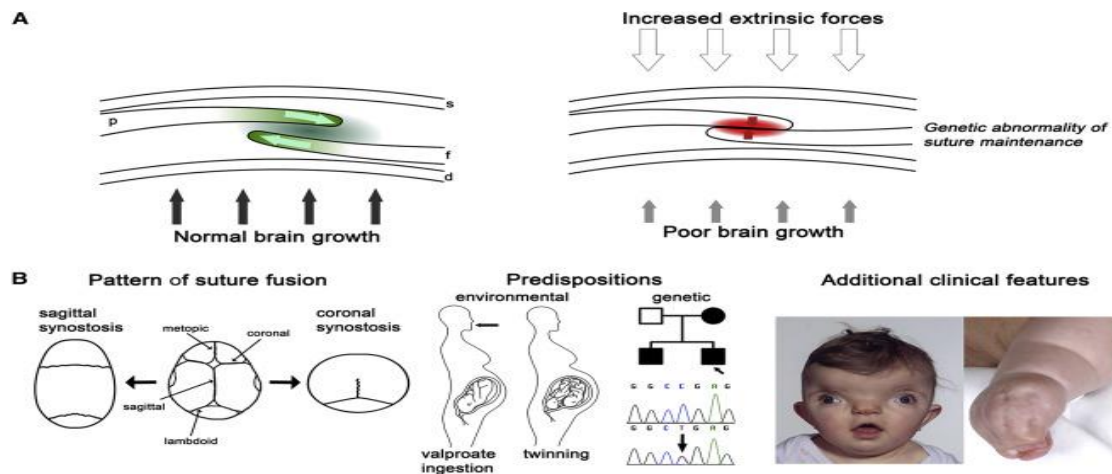 A
Increased extrinsic forces
s
p
f
d
Genetic abnormality of
suture maintenance
Normal brain growth
Poor brain growth
B
Pattern of suture fusion
Predispositions
Additional clinical features
environmental
genetic
sagittal
synostosis
metopic
coronal
coronal
synostosis
sagittal
lambdoid
G G C C G A G
G G C T G A G
valproate
ingestion
twinning